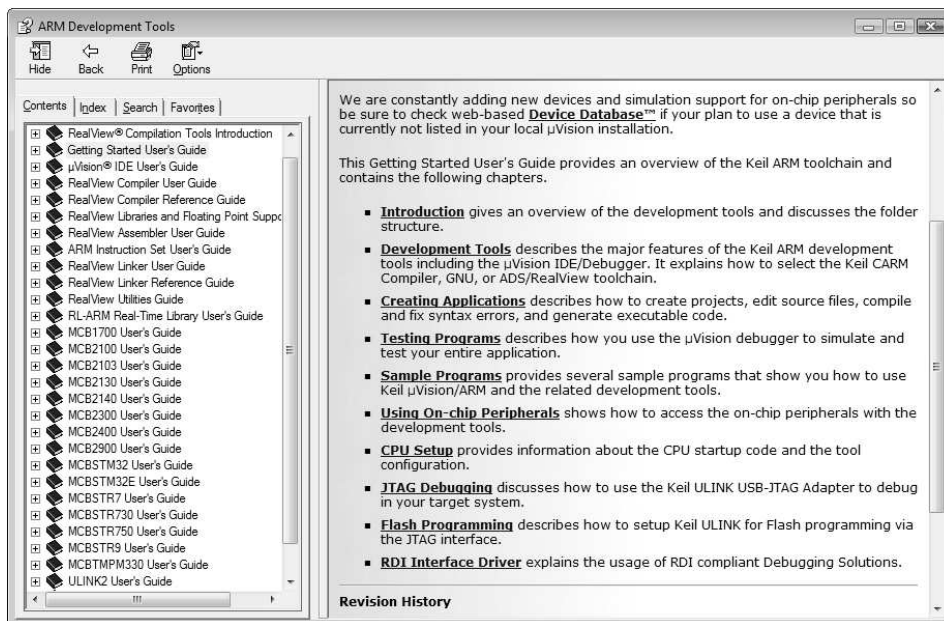 ARM Development Tools
Hide Back Print Options
Contents Index Search Favorites
RealView® Compilation Tools Introduction
Getting Started User's Guide
µVision® IDE User's Guide
RealView Compiler User Guide
RealView Compiler Reference Guide
RealView Libraries and Floating Point Suppc
RealView Assembler User Guide
ARM Instruction Set User's Guide
RealView Linker User Guide
RealView Linker Reference Guide
RealView Utilities Guide
RL-ARM Real-Time Library User's Guide
MCB1700 User's Guide
MCB2100 User's Guide
MCB2103 User's Guide
MCB2130 User's Guide
MCB2140 User's Guide
MCB2300 User's Guide
MCB2400 User's Guide
MCB2900 User's Guide
MCBSTM32 User's Guide
MCBSTM32E User's Guide
MCBSTR7 User's Guide
MCBSTR730 User's Guide
MCBSTR750 User's Guide
MCBSTR9 User's Guide
MCBTMPM330 User's Guide
ULINK2 User's Guide
We are constantly adding new devices and simulation support for on-chip peripherals so
be sure to check web-based Device Database™ if your plan to use a device that is
currently not listed in your local µVision installation.
This Getting Started User's Guide provides an overview of the Keil ARM toolchain and
contains the following chapters.
▪ Introduction gives an overview of the development tools and discusses the folder
structure.
▪ Development Tools describes the major features of the Keil ARM development
tools including the µVision IDE/Debugger. It explains how to select the Keil CARM
Compiler, GNU, or ADS/RealView toolchain.
▪ Creating Applications describes how to create projects, edit source files, compile
and fix syntax errors, and generate executable code.
▪ Testing Programs describes how you use the µVision debugger to simulate and
test your entire application.
▪ Sample Programs provides several sample programs that show you how to use
Keil µVision/ARM and the related development tools.
▪ Using On-chip Peripherals shows how to access the on-chip peripherals with the
development tools.
▪ CPU Setup provides information about the CPU startup code and the tool
configuration.
▪ JTAG Debugging discusses how to use the Keil ULINK USB-JTAG Adapter to debug
in your target system.
▪ Flash Programming describes how to setup Keil ULINK for Flash programming via
the JTAG interface.
▪ RDI Interface Driver explains the usage of RDI compliant Debugging Solutions.
Revision History